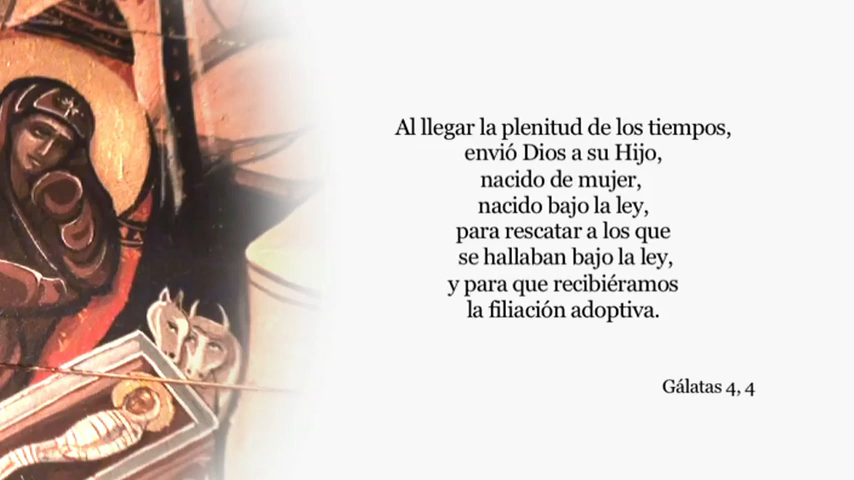 Al llegar la plenitud de los tiempos,
envió Dios a su Hijo,
nacido de mujer,
nacido bajo la ley,
para rescatar a los que
se hallaban bajo la ley,
y para que recibiéramos
la filiación adoptiva.
Gálatas 4, 4